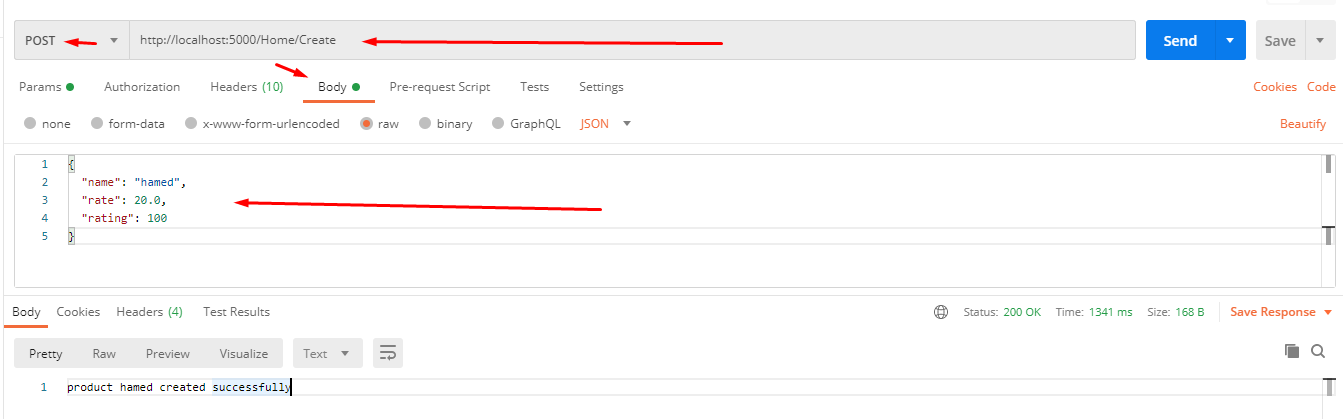 POST http://localhost:5000/Home/Create Send Save
Params Authorization Headers (10) Body Pre-request Script Tests Settings Cookies Code
none form-data x-www-form-urlencoded raw binary GraphQL JSON Beautify
1 {
2 "name": "hamed",
3 "rate": 20.0,
4 "rating": 100
5 }
Body Cookies Headers (4) Test Results Status: 200 OK Time: 1341 ms Size: 168 B Save Response
Pretty Raw Preview Visualize Text
1 product hamed created successfully